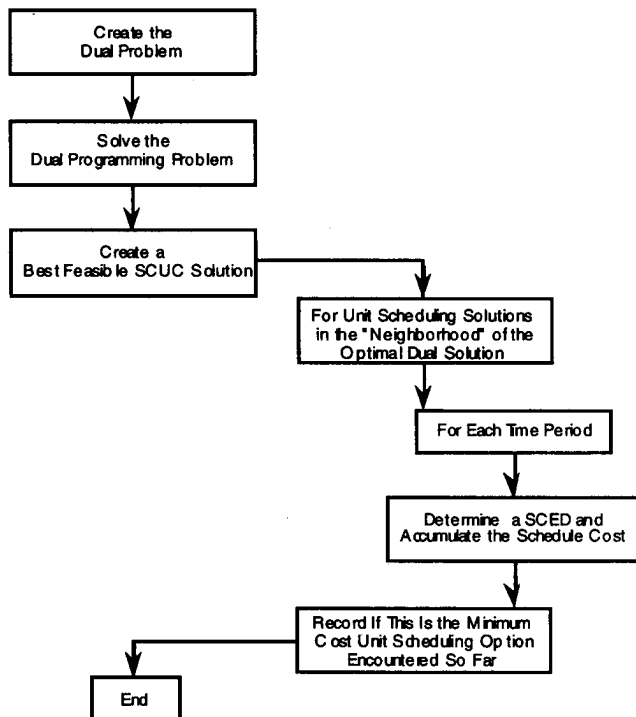 Create the
Dual Problem
Solve the
Dual Programming Problem
Create a
Best Feasible SCUC Solution
For Unit Scheduling Solutions
in the "Neighborhood" of the
Optimal Dual Solution
For Each Time Period
Determine a SCED and
Accumulate the Schedule Cost
Record If This Is the Minimum
Cost Unit Scheduling Option
Encountered So Far
End